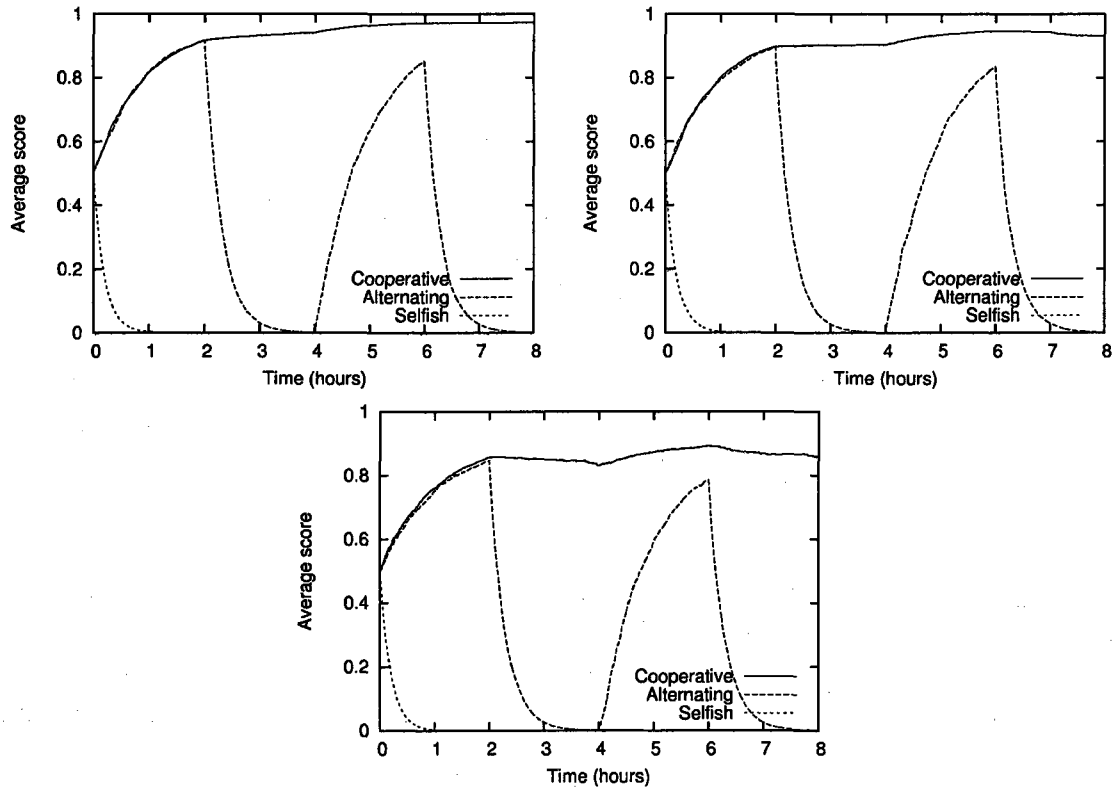 1
0.8
0.6
0.4
0.2
0
Average score
Cooperative
Alternating
Selfish
0 1 2 3 4 5 6 7 8
Time (hours)
1
0.8
0.6
0.4
0.2
0
Average score
Cooperative
Alternating
Selfish
0 1 2 3 4 5 6 7 8
Time (hours)
1
0.8
0.6
0.4
0.2
0
Average score
Cooperative
Alternating
Selfish
0 1 2 3 4 5 6 7 8
Time (hours)